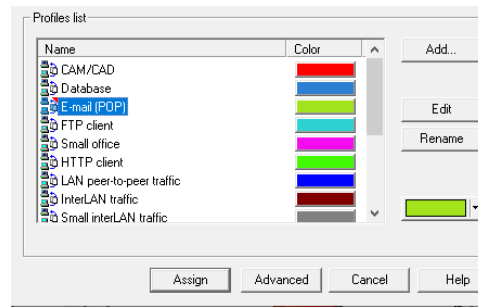 Profiles list
Name Color
CAM/CAD
Database
E-mail (POP)
FTP client
Small office
HTTP client
LAN peer-to-peer traffic
InterLAN traffic
Small interLAN traffic
Add...
Edit
Rename
Assign Advanced Cancel Help